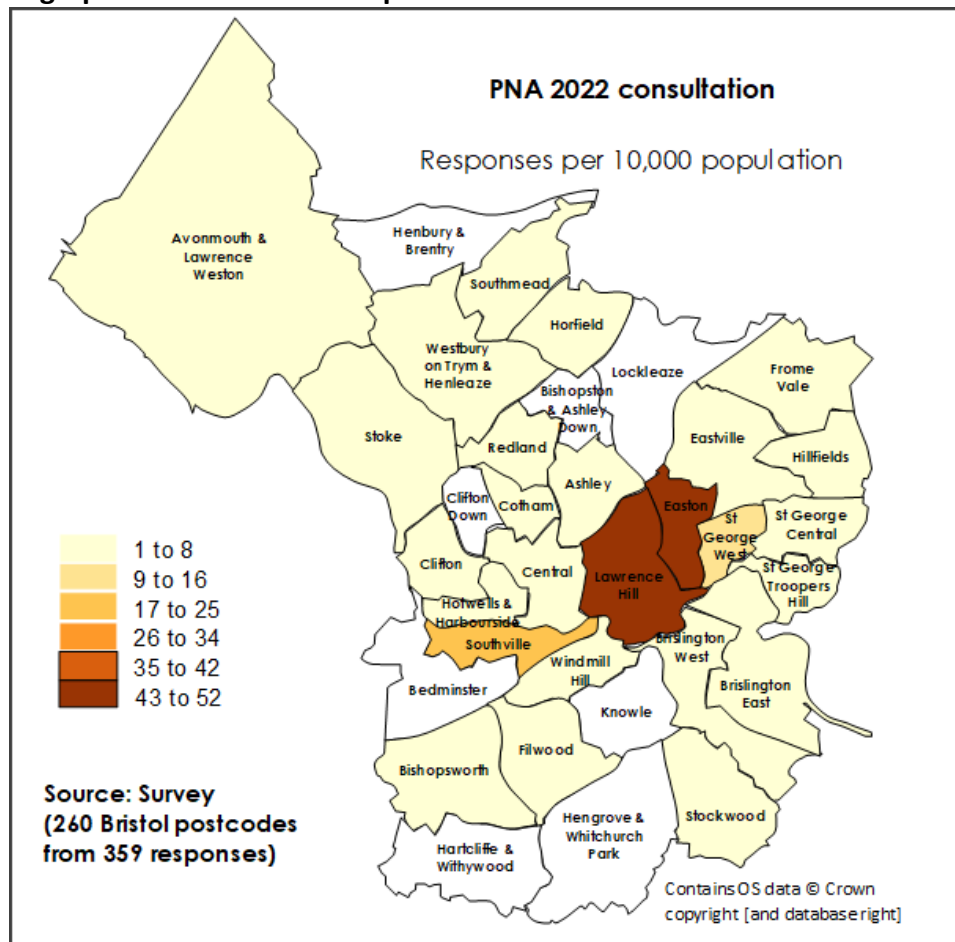 PNA 2022 consultation
Responses per 10,000 population
Avonmouth &
Lawrence
Weston
Henbury &
Brentry
Southmead
Horfield
Westbury
on Trym &
Henleaze
Lockleaze
Frome
Vale
Bishopston
& Ashley
Down
Stoke
Redland
Eastville
Hillfields
Ashley
Clifton
Down
Cotham
Easton
St
George
West
St George
Central
Clifton
Central
Lawrence
Hill
St George
Troopers
Hill
Hotwells &
Harbourside
Southville
Brislington
West
Windmill
Hill
Bedminster
Knowle
Brislington
East
Bishopsworth
Filwood
Stockwood
Hengrove &
Whitchurch
Park
Hartcliffe &
Withywood
1 to 8
9 to 16
17 to 25
26 to 34
35 to 42
43 to 52
Source: Survey
(260 Bristol postcodes
from 359 responses)
Contains OS data © Crown
copyright [and database right]